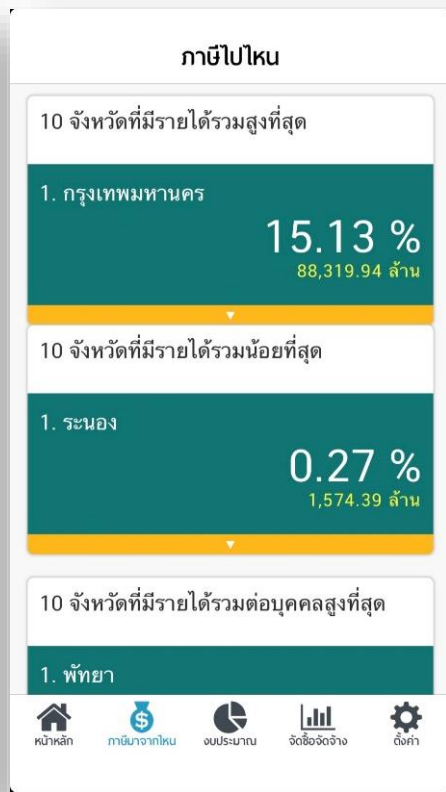 ภาษีไปไหน
10 จังหวัดที่มีรายได้รวมสูงที่สุด
1. กรุงเทพมหานคร
15.13 %
88,319.94 ล้าน
10 จังหวัดที่มีรายได้รวมน้อยที่สุด
1. ระนอง
0.27 %
1,574.39 ล้าน
10 จังหวัดที่มีรายได้รวมต่อบุคคลสูงที่สุด
1. พัทยา
หน้าหลัก ภาษีมาจากไหน งบประมาณ จัดซื้อจัดจ้าง ตั้งค่า